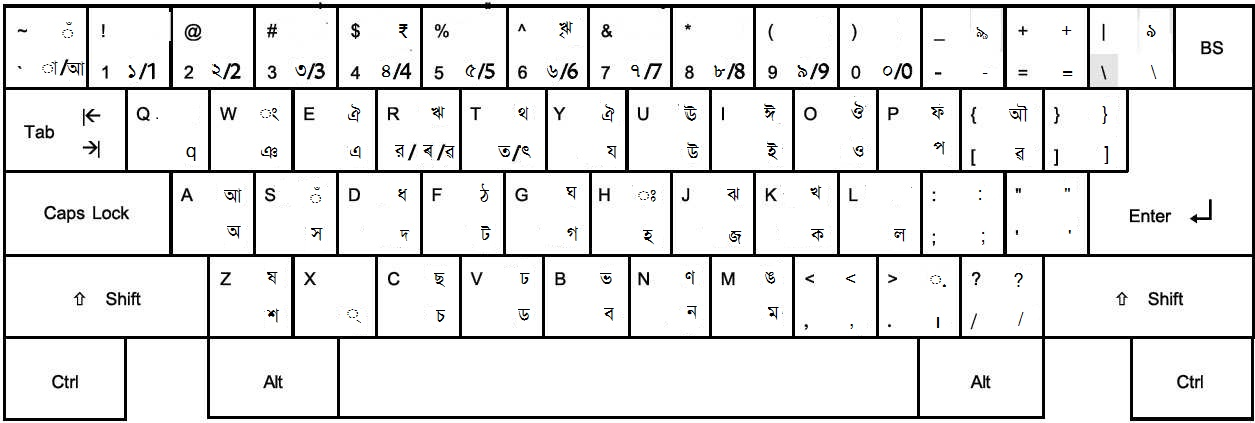 ~ ঁ ! @ # $ ₹ % ^ ৠ & * ( ) _ ৡ + + | ঌ BS
` া/আ 1 ১/1 2 ২/2 3 ৩/3 4 ৪/4 5 ৫/5 6 ৬/6 7 ৭/7 8 ৮/8 9 ৯/9 0 ০/0 - - = = \ \
Tab Q W ং E ঐ R ঋ T থ Y ঐ U ঊ I ঈ O ঔ P ফ { ঔ } }
q ঞ এ র/ ৰ/ৱ ত/ৎ য উ ই ও প [ ৱ ] ]
Caps Lock A আ S ঁ D ধ F ঠ G ঘ H ঃ J ঝ K খ L : : " " Enter
অ স দ ট গ হ জ ক ল ; ; ' '
⇧ Shift Z ষ X C ছ V ঢ B ভ N ণ M ঙ < < > ় ? ? ⇧ Shift
শ ্ চ ড ব ন ম , , . । / /
Ctrl Alt Alt Ctrl